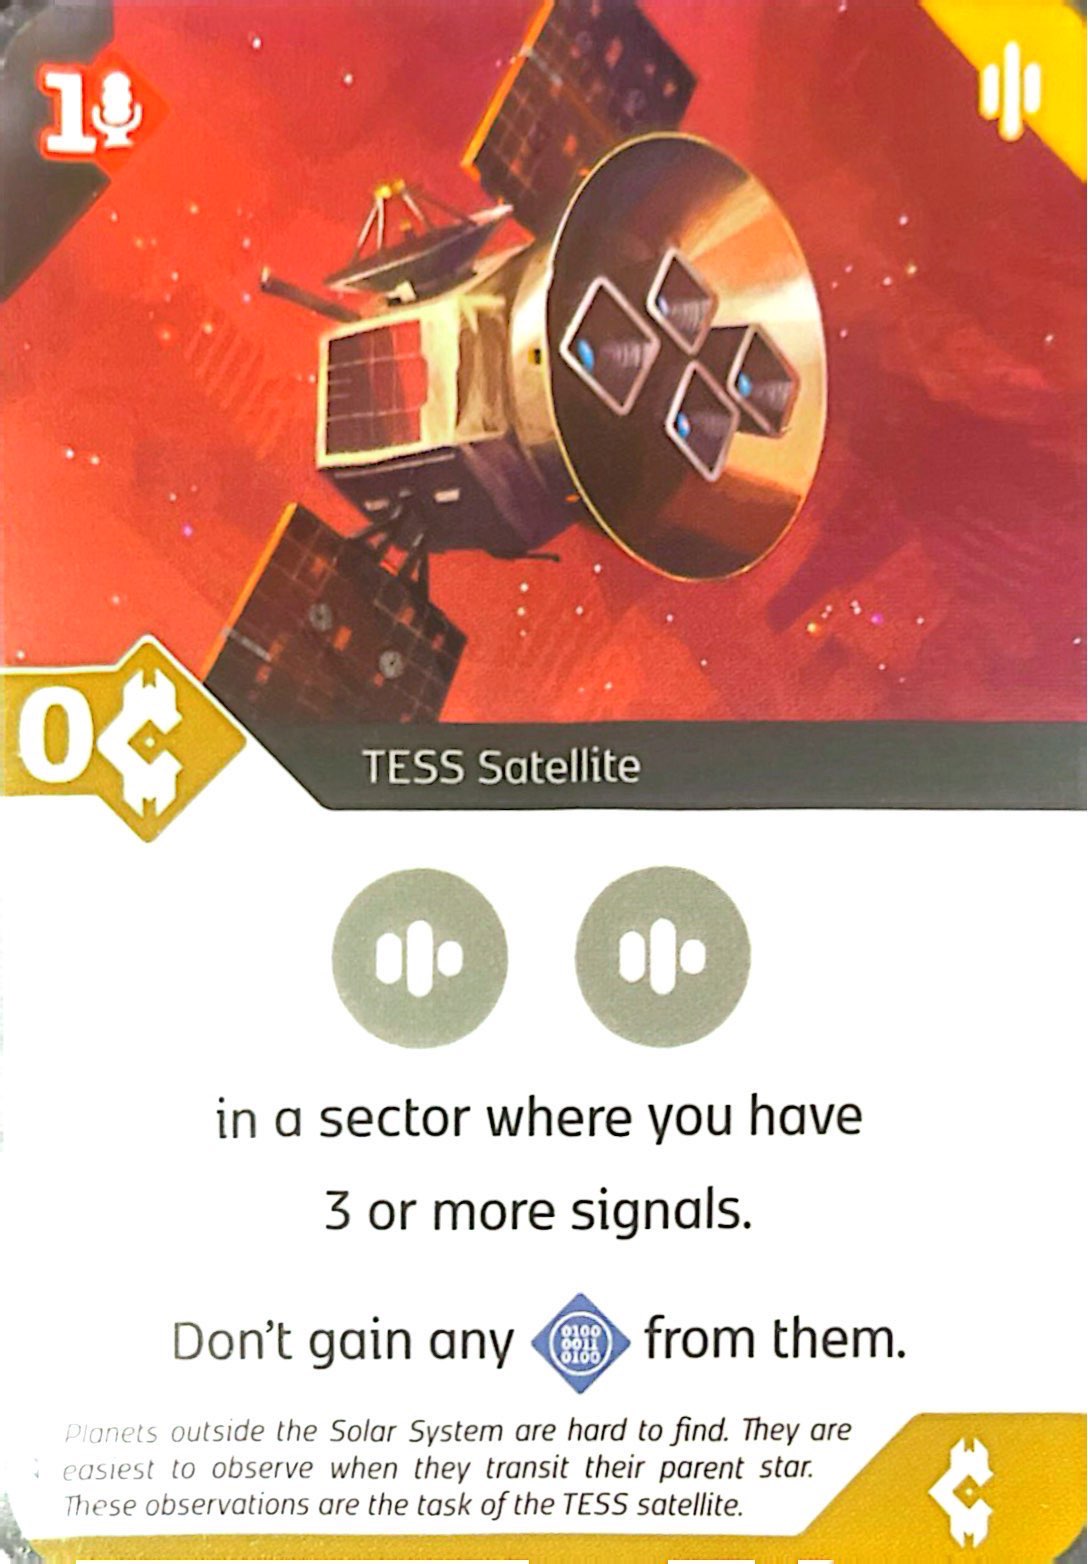 1
0
TESS Satellite
in a sector where you have
3 or more signals.
Don't gain any
0100
0011
0100
from them.
Planets outside the Solar System are hard to find. They are
easiest to observe when they transit their parent star.
These observations are the task of the TESS satellite.